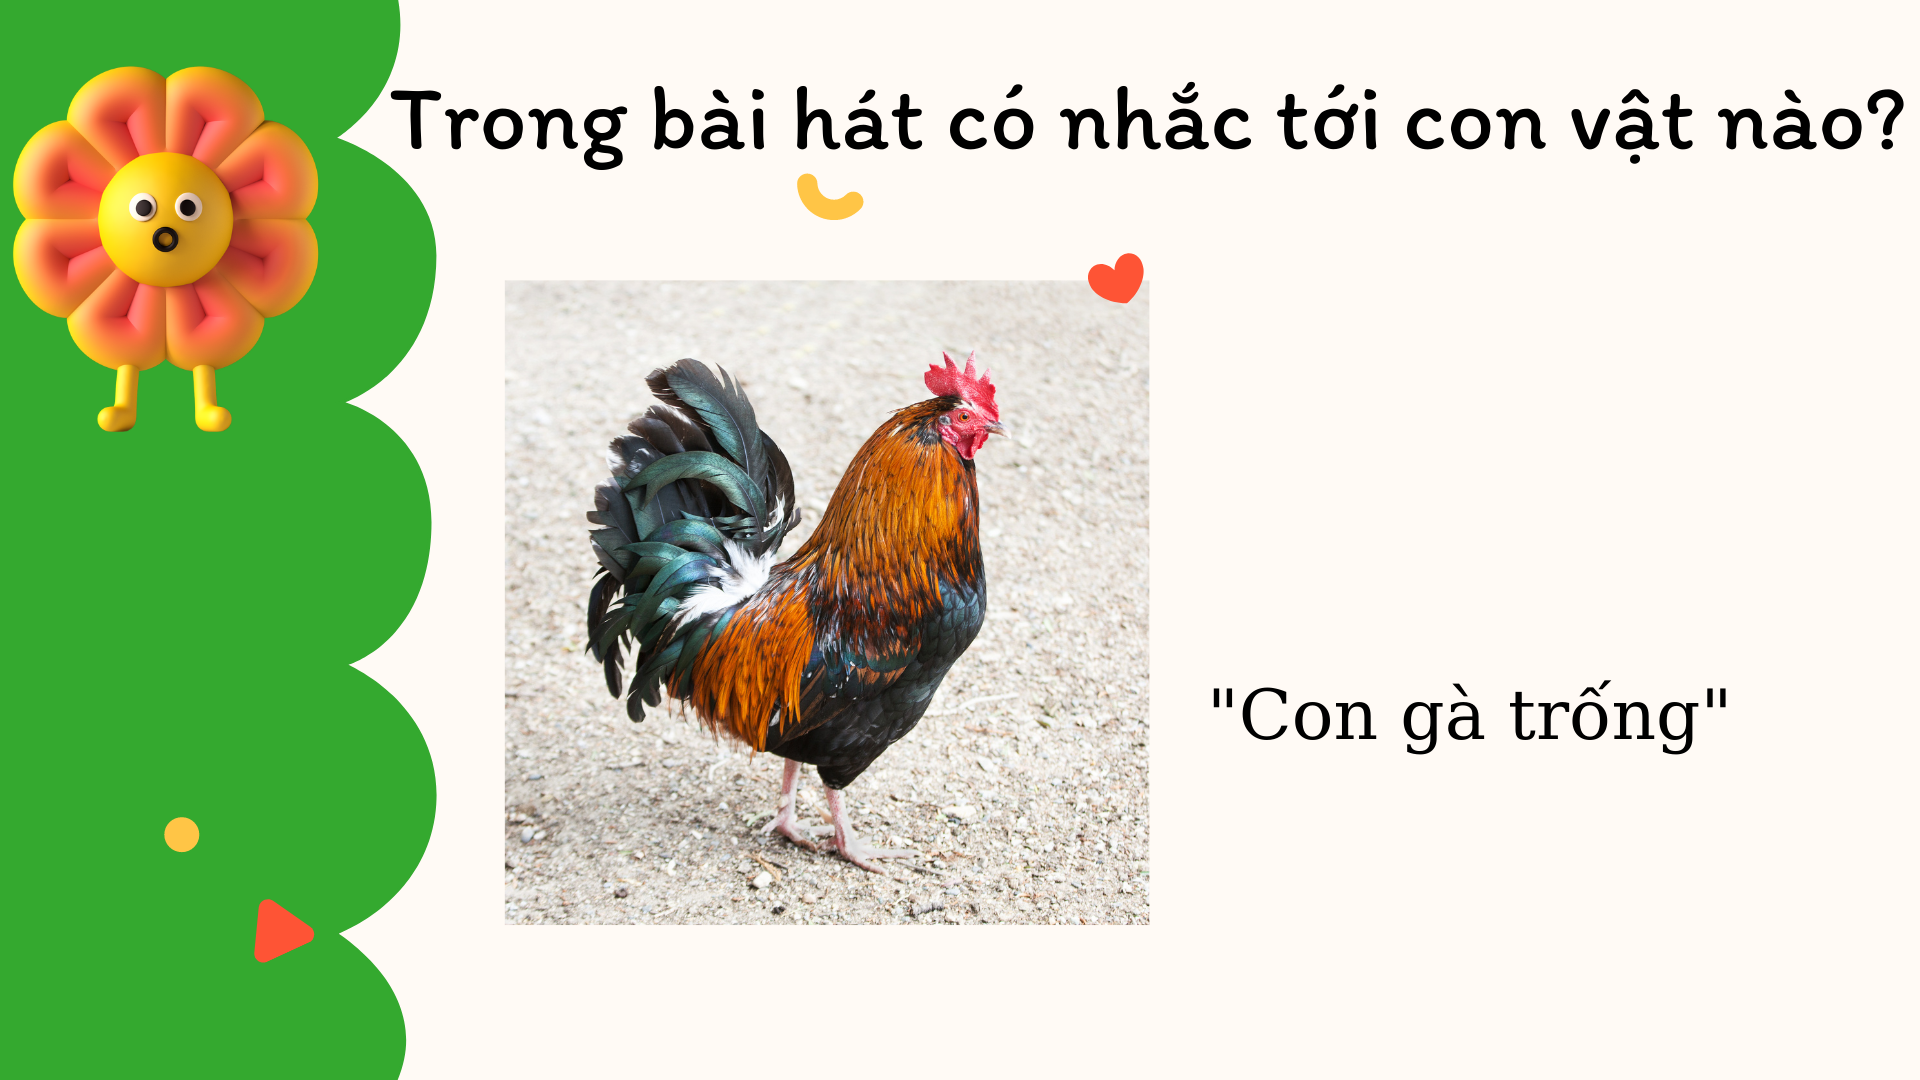 Trong bài hát có nhắc tới con vật nào?
"Con gà trống"